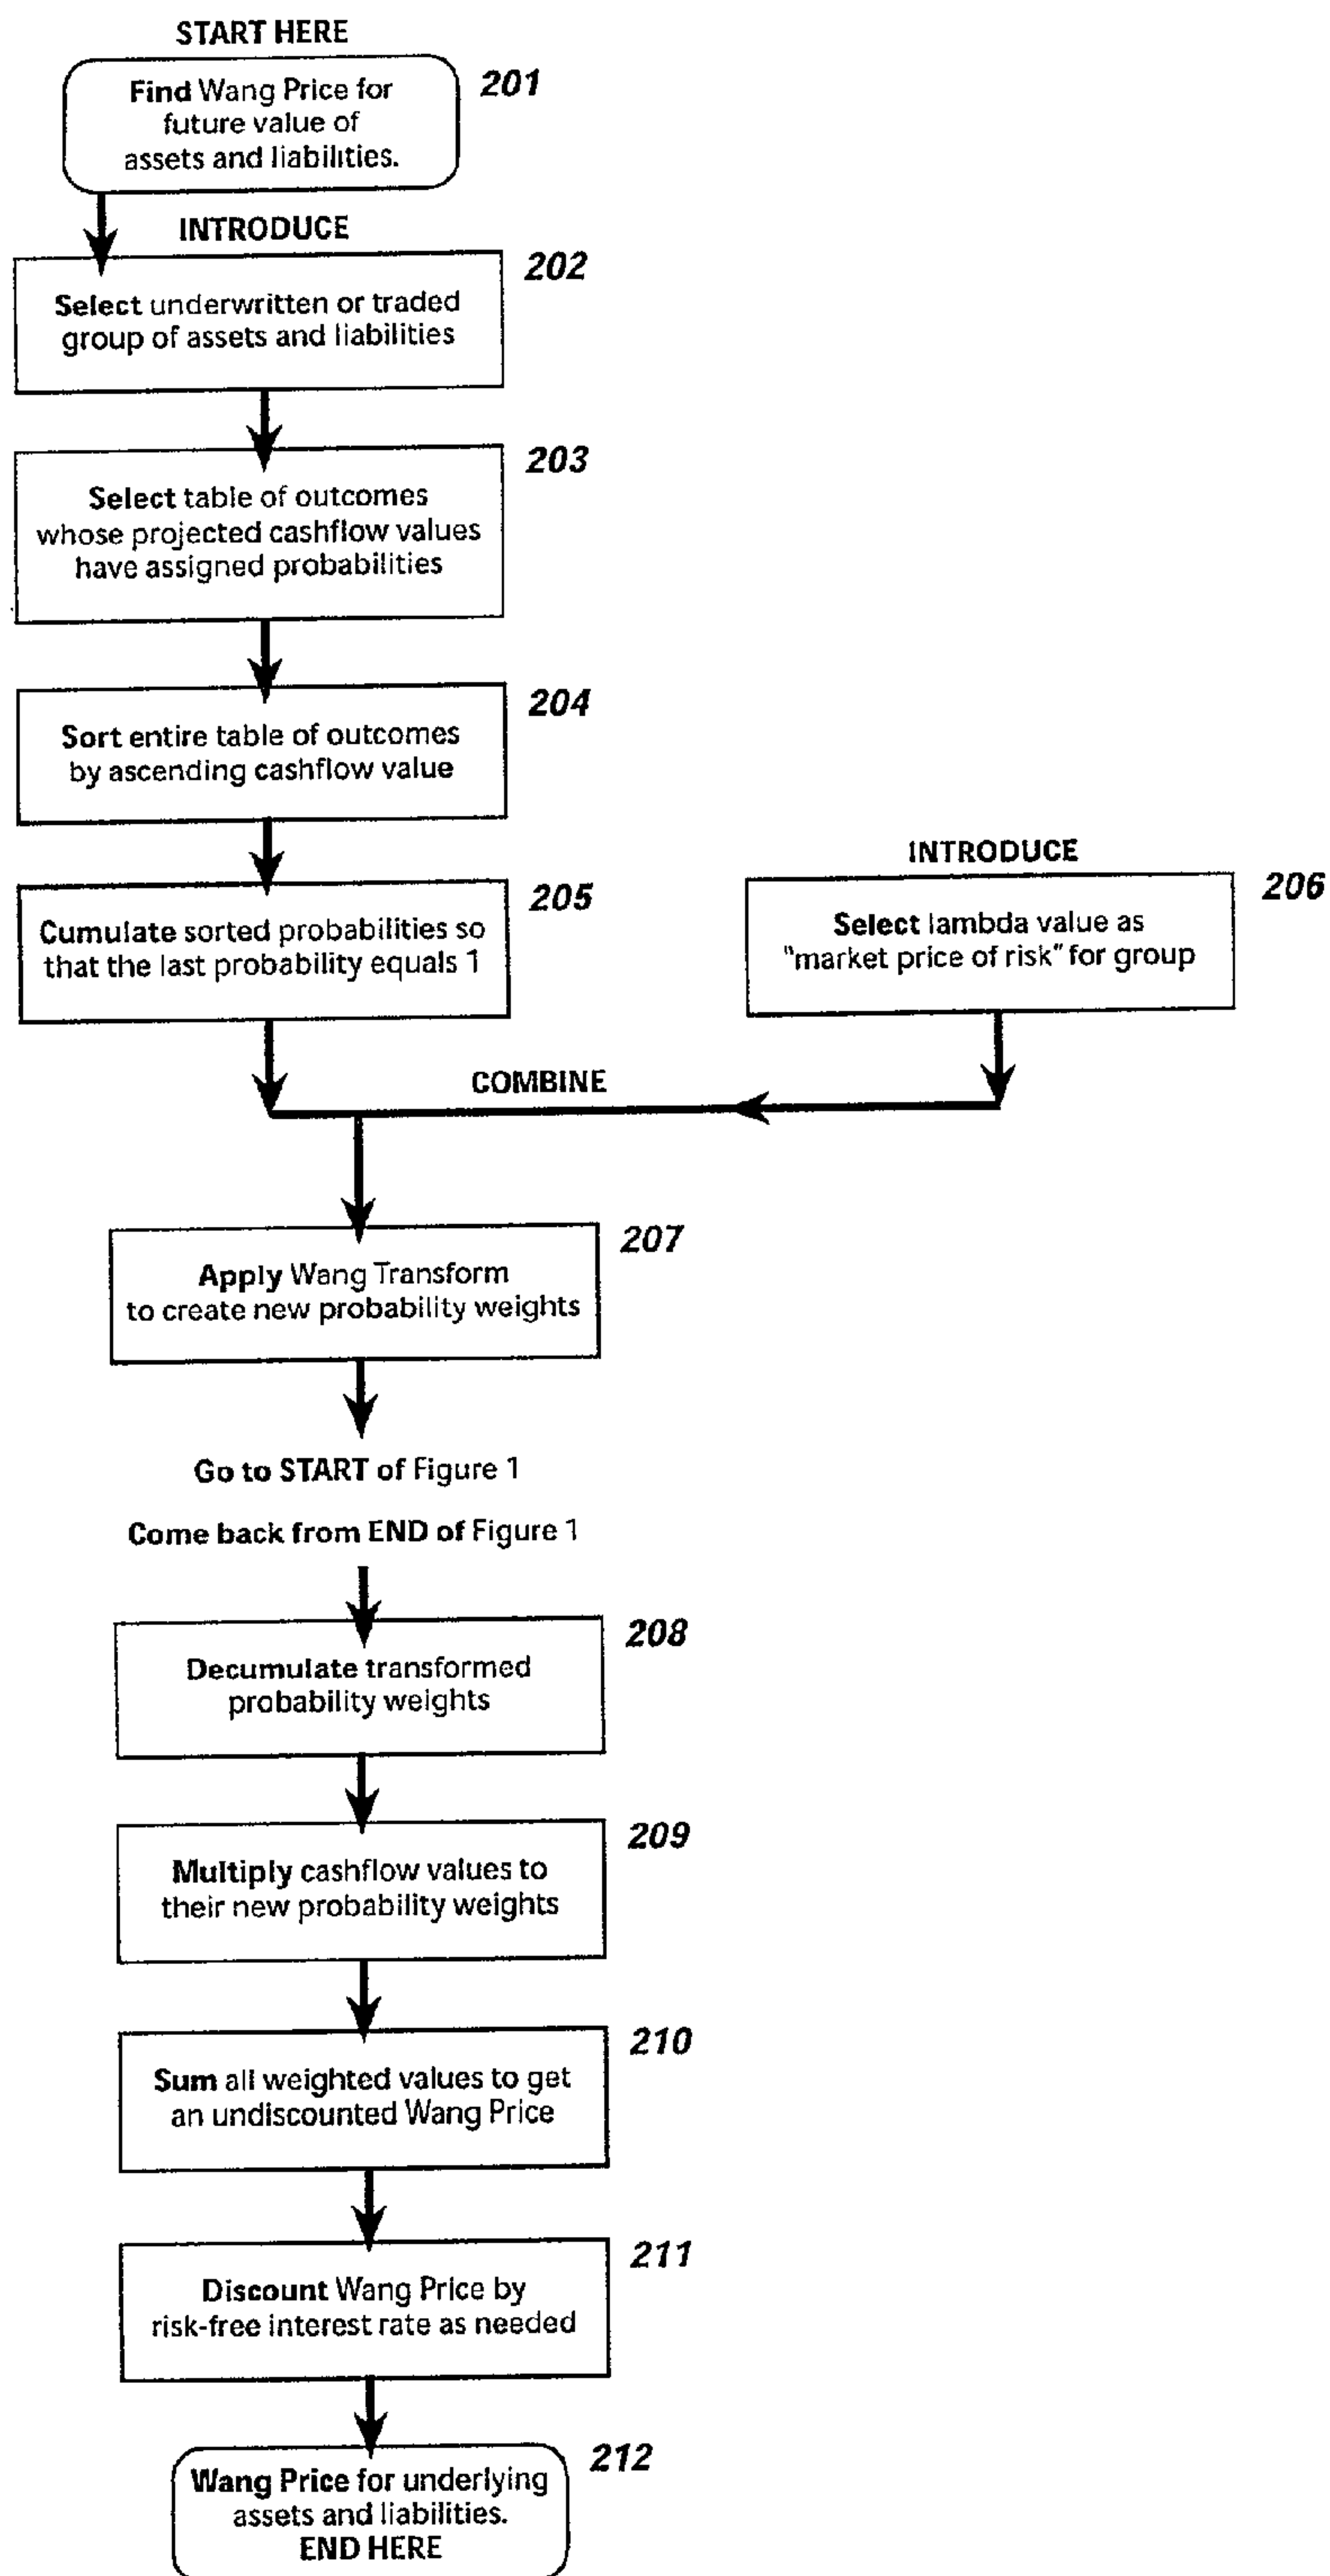 START HERE
Find Wang Price for
future value of
assets and liabilities.
201
INTRODUCE
202
Select underwritten or traded
group of assets and liabilities
203
Select table of outcomes
whose projected cashflow values
have assigned probabilities
204
Sort entire table of outcomes
by ascending cashflow value
205
Cumulate sorted probabilities so
that the last probability equals 1
INTRODUCE
206
Select lambda value as
"market price of risk" for group
COMBINE
207
Apply Wang Transform
to create new probability weights
Go to START of Figure 1
Come back from END of Figure 1
208
Decumulate transformed
probability weights
209
Multiply cashflow values to
their new probability weights
210
Sum all weighted values to get
an undiscounted Wang Price
211
Discount Wang Price by
risk-free interest rate as needed
212
Wang Price for underlying
assets and liabilities.
END HERE